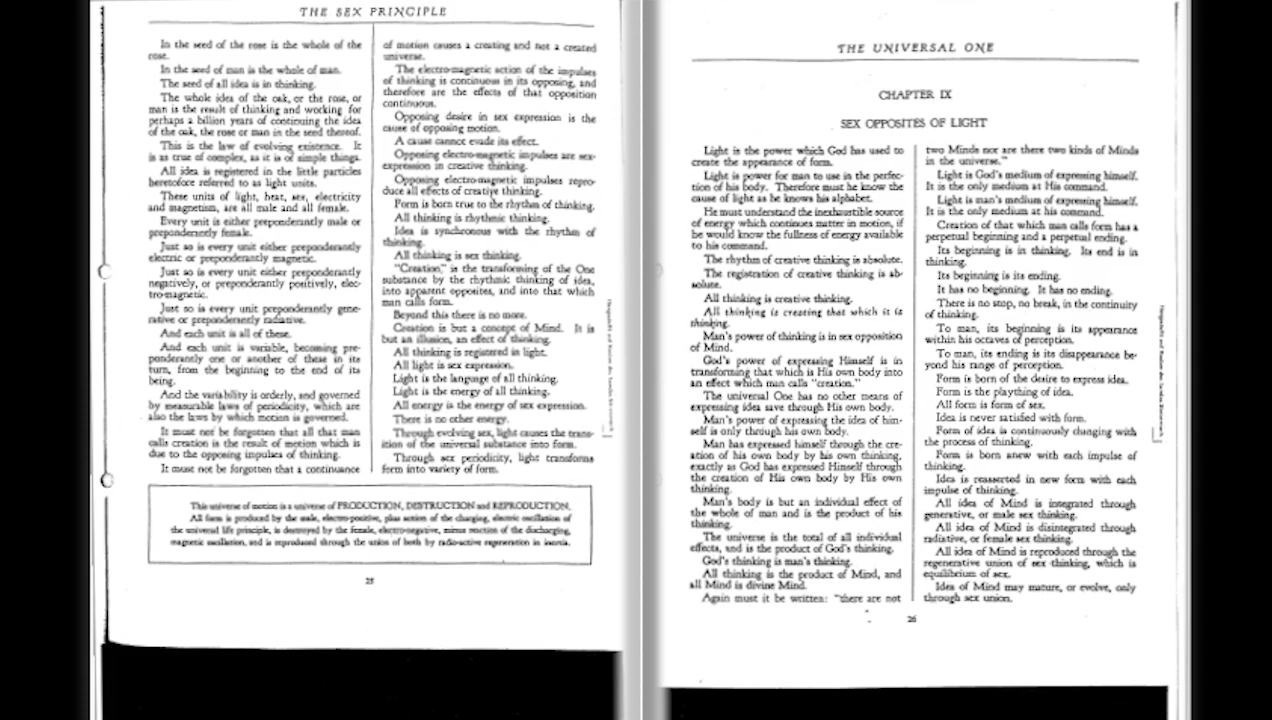 THE SEX PRINCIPLE
In the seed of the rose is the whole of the
rose.
In the seed of man is the whole of man.
The seed of all idea is in thinking.
The whole idea of the oak, or the rose, or
man is the result of thinking and working for
perhaps a billion years of continuing the idea
of the oak, the rose or man in the seed thereof.
This is the law of evolving existence. It
is as true of complex, as it is of simple things.
All idea is registered in the little particles
heretofore referred to as light units.
These units of light, heat, sex, electricity
and magnetism, are all male and all female.
Every unit is either preponderantly male or
preponderantly female.
Just so is every unit either preponderantly
electric or preponderantly magnetic.
Just so is every unit either preponderantly
negatively, or preponderantly positively, elec-
tro-magnetic.
Just so is every unit preponderantly gene-
rative or preponderantly radiative.
And each unit is all of these.
And each unit is variable, becoming pre-
ponderantly one or another of these in its
turn, from the beginning to the end of its
being.
And the variability is orderly, and governed
by measurable laws of periodicity, which are
also the laws by which motion is governed.
It must not be forgotten that all that man
calls creation is the result of motion which is
due to the opposing impulses of thinking.
It must not be forgotten that a continuance
of motion causes a creating and not a created
universe.
The electro-magnetic action of the impulses
of thinking is continuous in its opposing, and
therefore are the effects of that opposition
continuous.
Opposing desire in sex expression is the
cause of opposing motion.
A cause cannot evade its effect.
Opposing electro-magnetic impulses are sex-
expression in creative thinking.
Opposing electro-magnetic impulses repro-
duce all effects of creative thinking.
Form is born true to the rhythm of thinking.
All thinking is rhythmic thinking.
Idea is synchronous with the rhythm of
thinking.
All thinking is sex thinking.
"Creation," is the transforming of the One
substance by the rhythmic thinking of idea,
into apparent opposites, and into that which
man calls form.
Beyond this there is no more.
Creation is but a concept of Mind. It is
but an illusion, an effect of thinking.
All thinking is registered in light.
All light is sex expression.
Light is the language of all thinking.
Light is the energy of all thinking.
All energy is the energy of sex expression.
There is no other energy.
Through evolving sex, light causes the trans-
ition of the universal substance into form.
Through sex periodicity, light transforms
form into variety of form.
This universe of motion is a universe of PRODUCTION, DESTRUCTION and REPRODUCTION.
All form is produced by the male, electro-positive, plus action of the charging, electric oscillation of
the universal life principle, is destroyed by the female, electro-negative, minus reaction of the discharging,
magnetic oscillation, and is reproduced through the union of both by radio-active regeneration in inertia.
25
THE UNIVERSAL ONE
CHAPTER IX
SEX OPPOSITES OF LIGHT
Light is the power which God has used to
create the appearance of form.
Light is power for man to use in the perfec-
tion of his body. Therefore must he know the
cause of light as he knows his alphabet.
He must understand the inexhaustible source
of energy which continues matter in motion, if
he would know the fullness of energy available
to his command.
The rhythm of creative thinking is absolute.
The registration of creative thinking is ab-
solute.
All thinking is creative thinking.
All thinking is creating that which it is
thinking.
Man's power of thinking is in sex opposition
of Mind.
God's power of expressing Himself is in
transforming that which is His own body into
an effect which man calls "creation."
The universal One has no other means of
expressing idea save through His own body.
Man's power of expressing the idea of him-
self is only through his own body.
Man has expressed himself through the cre-
ation of his own body by his own thinking,
exactly as God has expressed Himself through
the creation of His own body by His own
thinking.
Man's body is but an individual effect of
the whole of man and is the product of his
thinking.
The universe is the total of all individual
effects, and is the product of God's thinking.
God's thinking is man's thinking.
All thinking is the product of Mind, and
all Mind is divine Mind.
Again must it be written: "there are not
two Minds nor are there two kinds of Minds
in the universe."
Light is God's medium of expressing himself.
It is the only medium at His command.
Light is man's medium of expressing himself.
It is the only medium at his command.
Creation of that which man calls form has a
perpetual beginning and a perpetual ending.
Its beginning is in thinking. Its end is in
thinking.
Its beginning is its ending.
It has no beginning. It has no ending.
There is no stop, no break, in the continuity
of thinking.
To man, its beginning is its appearance
within his octaves of perception.
To man, its ending is its disappearance be-
yond his range of perception.
Form is born of the desire to express idea.
Form is the plaything of idea.
All form is form of sex.
Idea is never satisfied with form.
Form of idea is continuously changing with
the process of thinking.
Form is born anew with each impulse of
thinking.
Idea is reasserted in new form with each
impulse of thinking.
All idea of Mind is integrated through
generative, or male sex thinking.
All idea of Mind is disintegrated through
radiative, or female sex thinking.
All idea of Mind is reproduced through the
regenerative union of sex thinking, which is
equilibrium of sex.
Idea of Mind may mature, or evolve, only
through sex union.
26